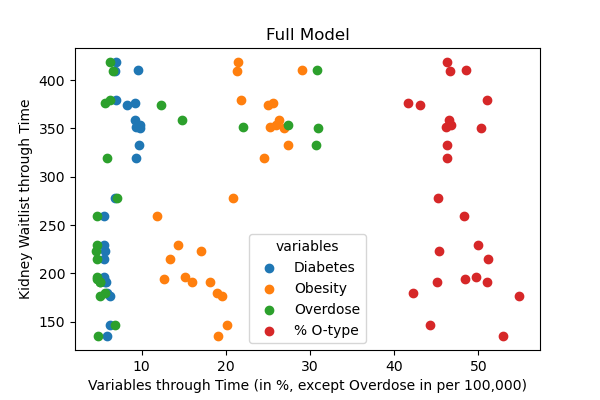 Full Model
Kidney Waitlist through Time
400
350
300
250
200
150
variables
Diabetes
Obesity
Overdose
% O-type
10
20
30
40
50
Variables through Time (in %, except Overdose in per 100,000)